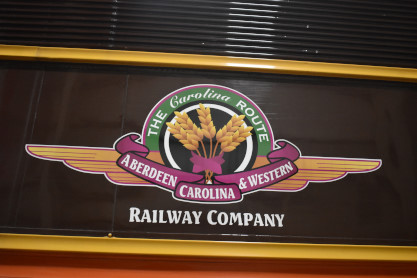 THE Carolina ROUTE
ABERDEEN CAROLINA & WESTERN
RAILWAY COMPANY